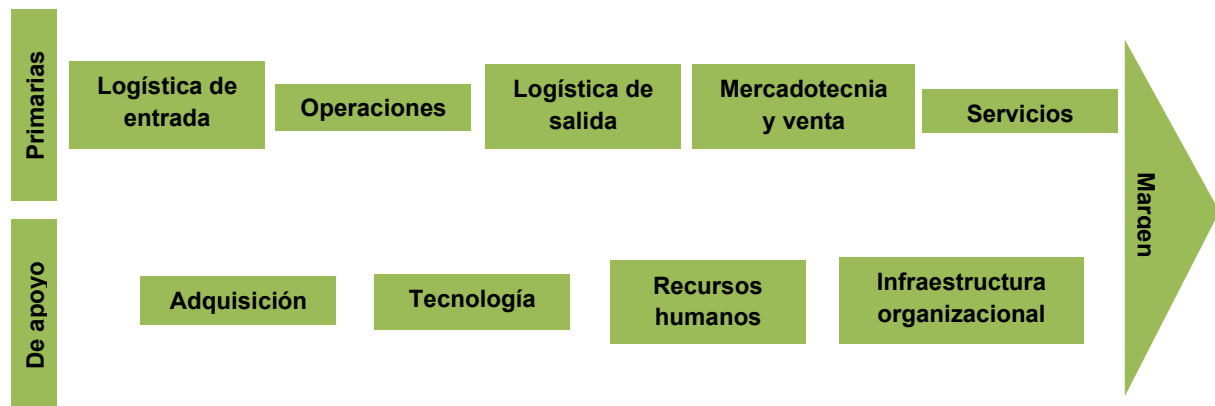 Primarias
Logística de
entrada
Operaciones
Logística de
salida
Mercadotecnia
y venta
Servicios
Margen
De apoyo
Adquisición
Tecnología
Recursos
humanos
Infraestructura
organizacional